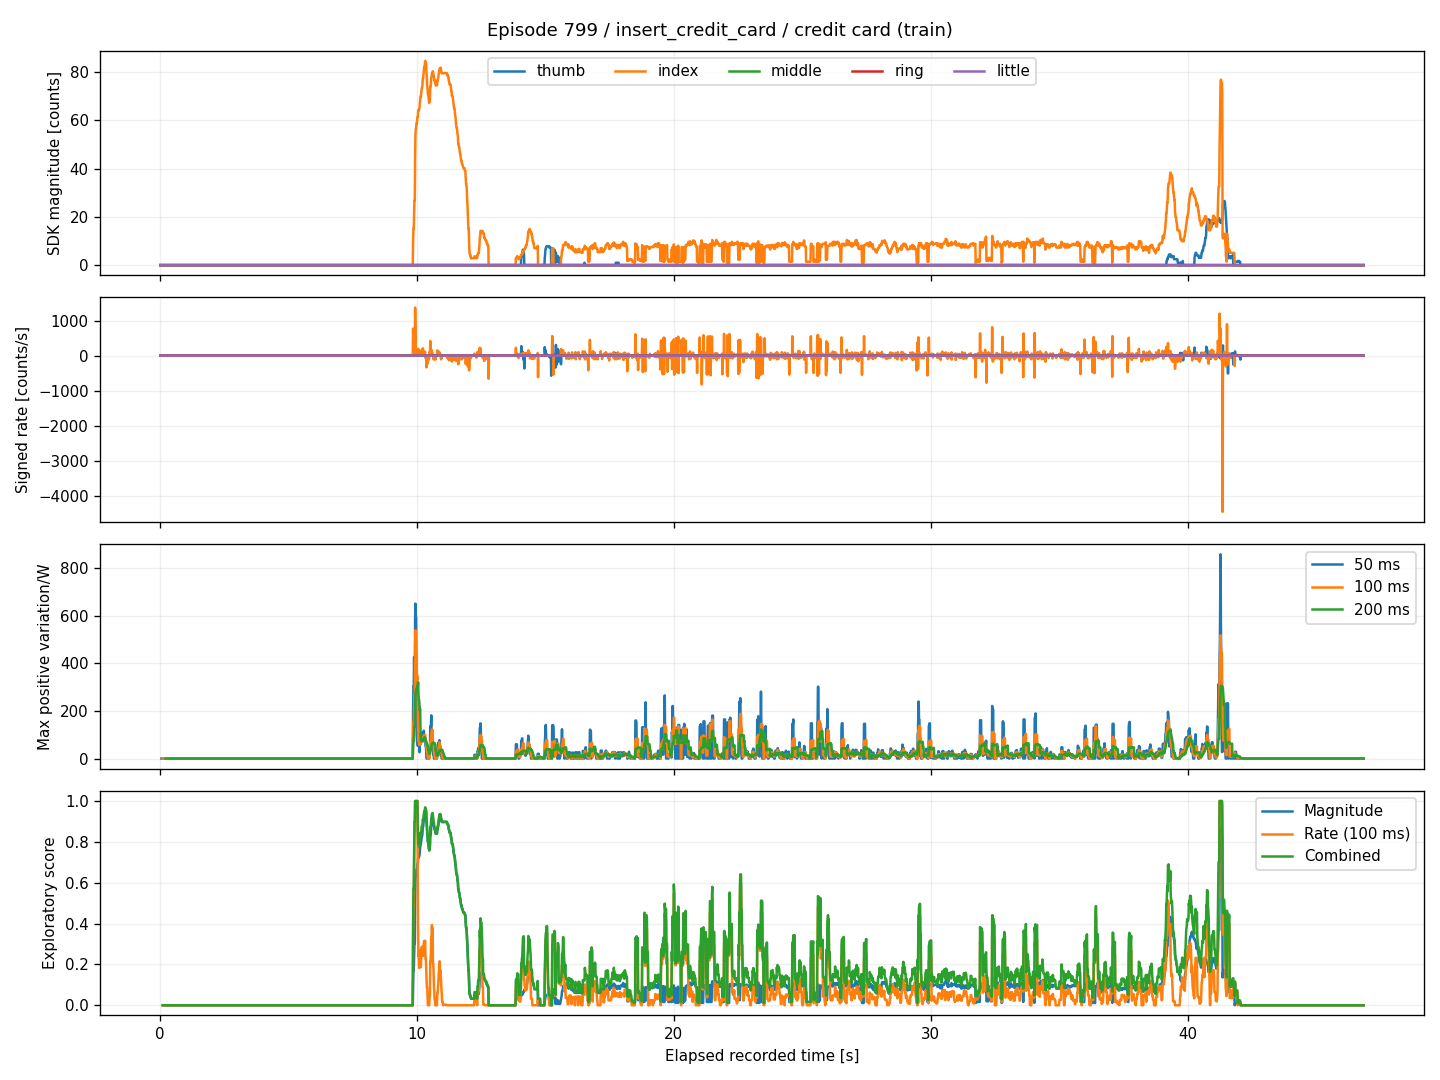 Episode 799 / insert_credit_card / credit card (train)
SDK magnitude [counts]
80
60
40
20
0
thumb
index
middle
ring
little
Signed rate [counts/s]
1000
0
−1000
−2000
−3000
−4000
Max positive variation/W
800
600
400
200
0
50 ms
100 ms
200 ms
Exploratory score
1.0
0.8
0.6
0.4
0.2
0.0
Magnitude
Rate (100 ms)
Combined
0
10
20
30
40
Elapsed recorded time [s]